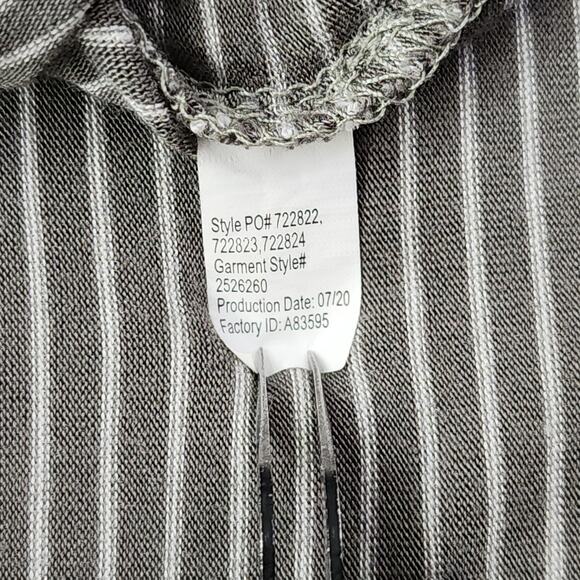 Style PO# 722822,
722823,722824
Garment Style#
2526260
Production Date: 07/20
Factory ID: A83595